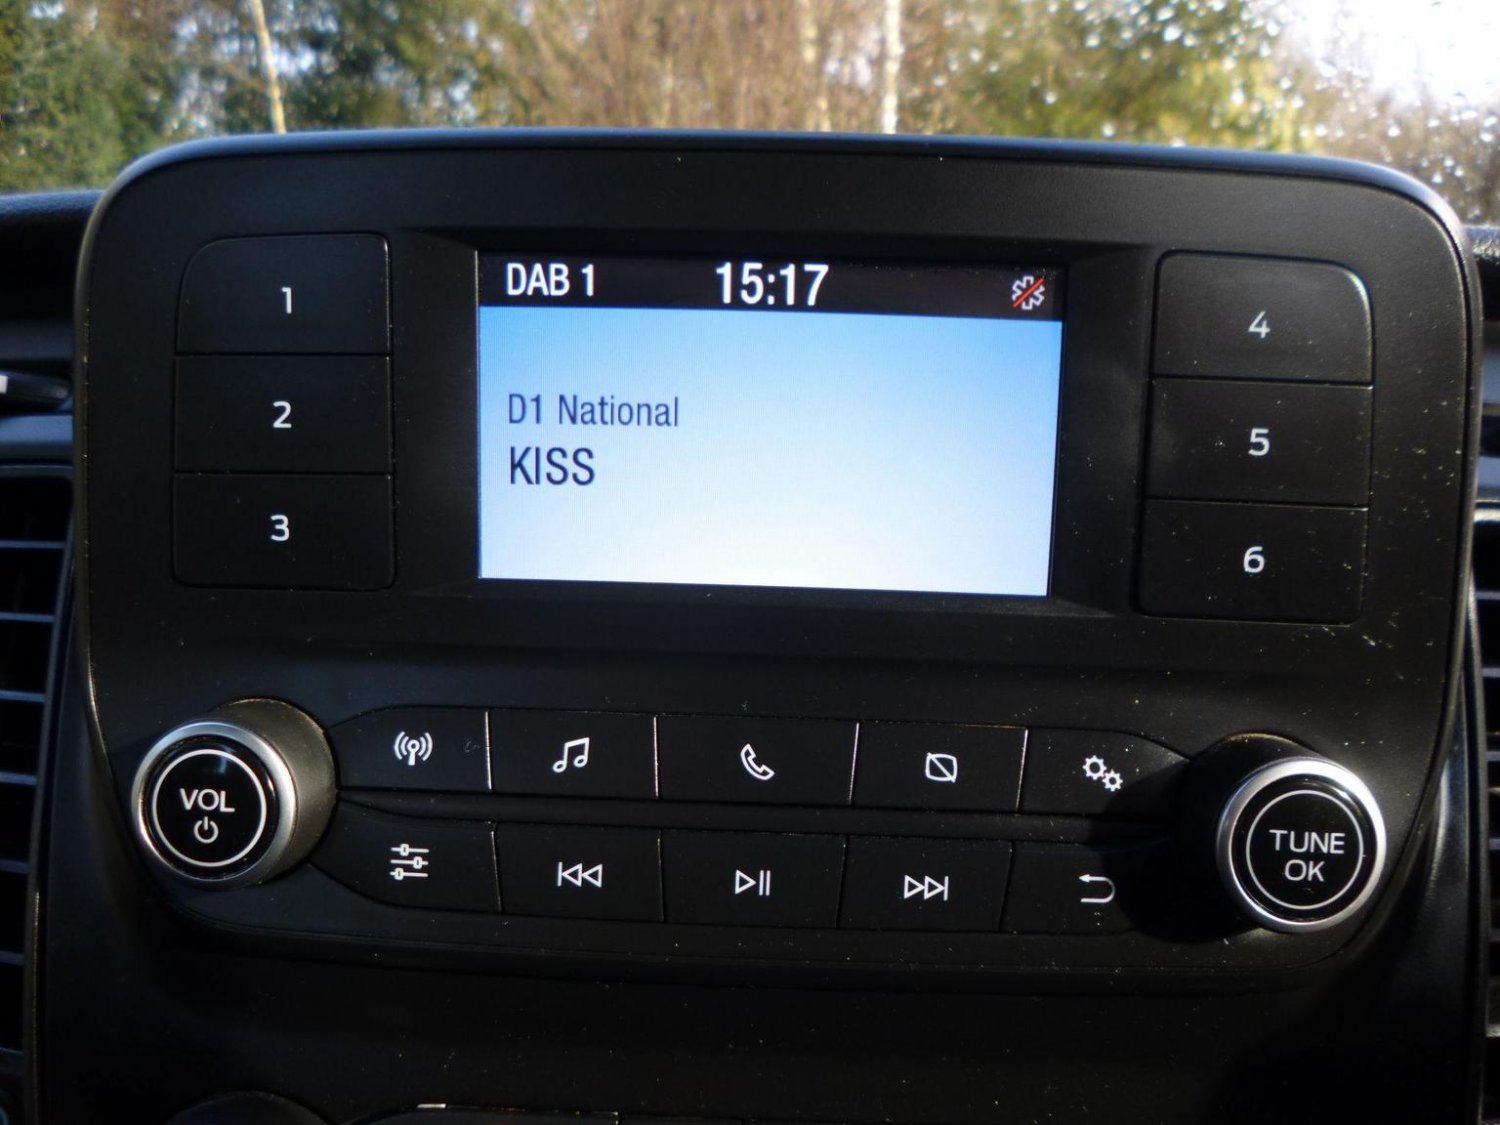 DAB 1 15:17
D1 National
KISS
1
2
3
4
5
6
VOL
TUNE
OK